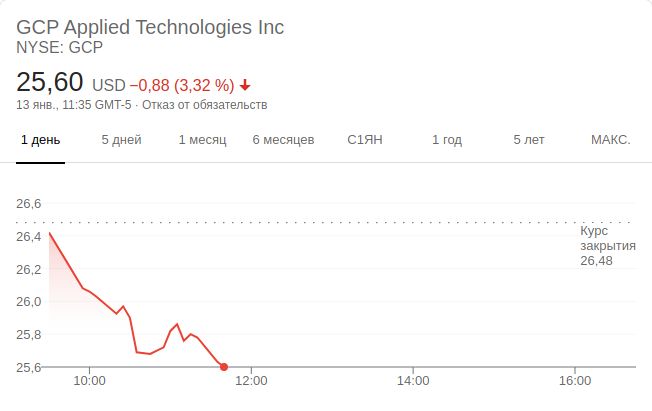 GCP Applied Technologies Inc
NYSE: GCP
25,60 USD −0,88 (3,32 %)
13 янв., 11:35 GMT-5 · Отказ от обязательств
1 день 5 дней 1 месяц 6 месяцев С1ЯН 1 год 5 лет МАКС.
26,6
26,4
26,2
26,0
25,8
25,6
Курс
закрытия
26,48
10:00 12:00 14:00 16:00